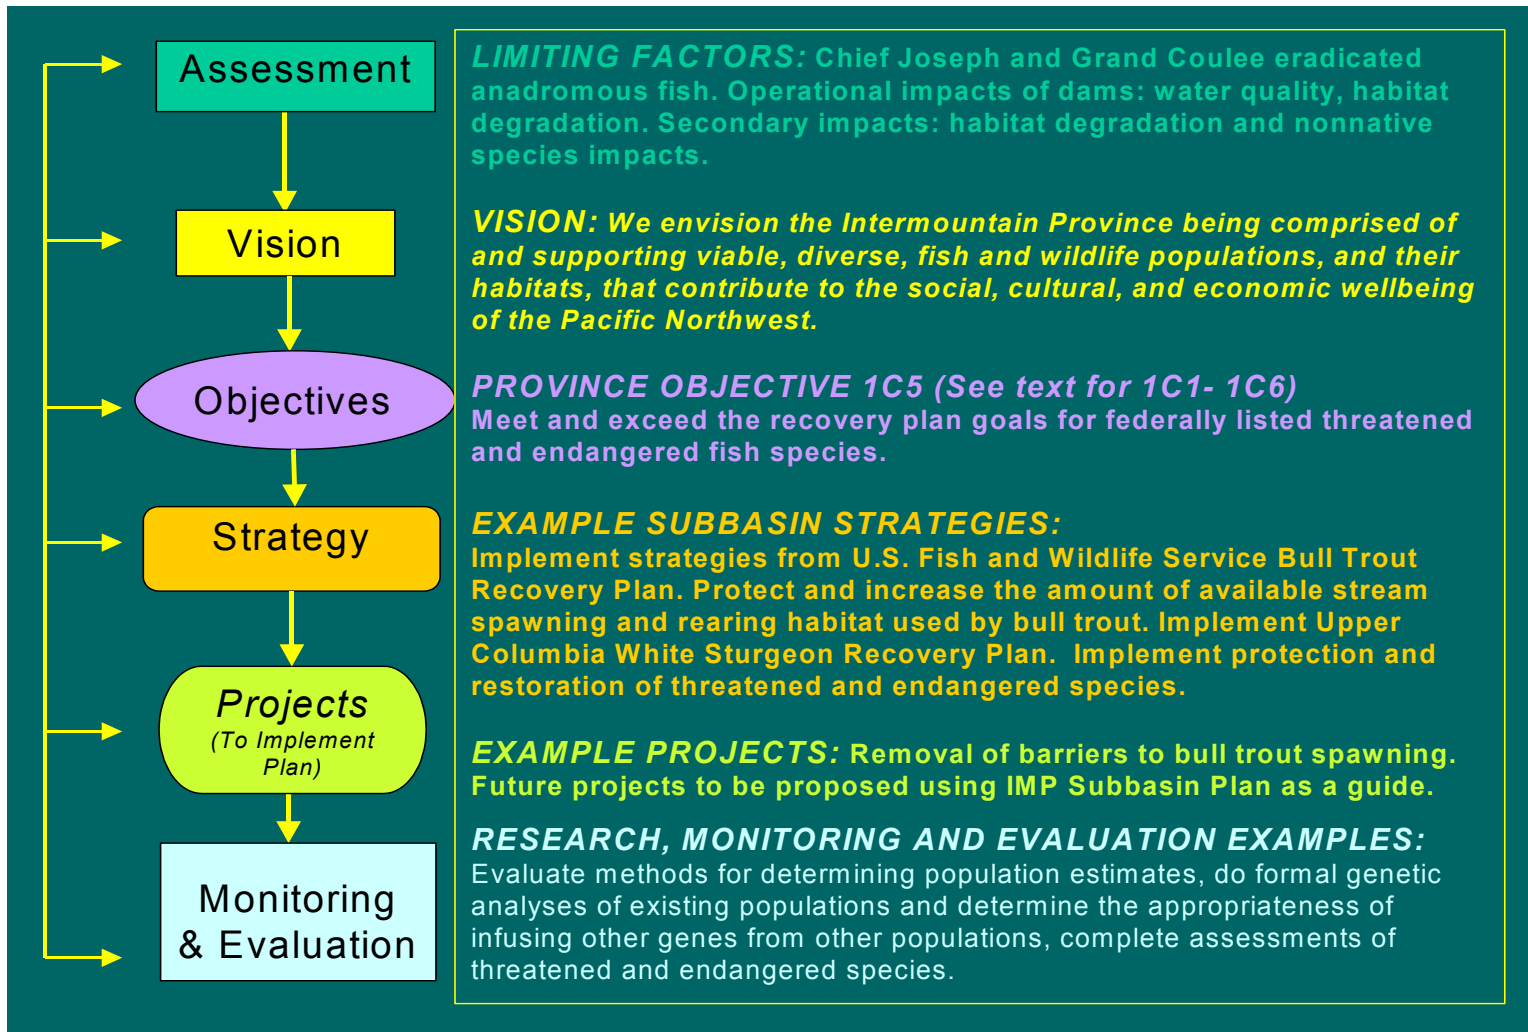 Assessment
LIMITING FACTORS: Chief Joseph and Grand Coulee eradicated
anadromous fish. Operational impacts of dams: water quality, habitat
degradation. Secondary impacts: habitat degradation and nonnative
species impacts.
Vision
VISION: We envision the Intermountain Province being comprised of
and supporting viable, diverse, fish and wildlife populations, and their
habitats, that contribute to the social, cultural, and economic wellbeing
of the Pacific Northwest.
Objectives
PROVINCE OBJECTIVE 1C5 (See text for 1C1- 1C6)
Meet and exceed the recovery plan goals for federally listed threatened
and endangered fish species.
Strategy
EXAMPLE SUBBASIN STRATEGIES:
Implement strategies from U.S. Fish and Wildlife Service Bull Trout
Recovery Plan. Protect and increase the amount of available stream
spawning and rearing habitat used by bull trout. Implement Upper
Columbia White Sturgeon Recovery Plan.  Implement protection and
restoration of threatened and endangered species.
Projects
(To Implement
Plan)
EXAMPLE PROJECTS: Removal of barriers to bull trout spawning.
Future projects to be proposed using IMP Subbasin Plan as a guide.
Monitoring
& Evaluation
RESEARCH, MONITORING AND EVALUATION EXAMPLES:
Evaluate methods for determining population estimates, do formal genetic
analyses of existing populations and determine the appropriateness of
infusing other genes from other populations, complete assessments of
threatened and endangered species.